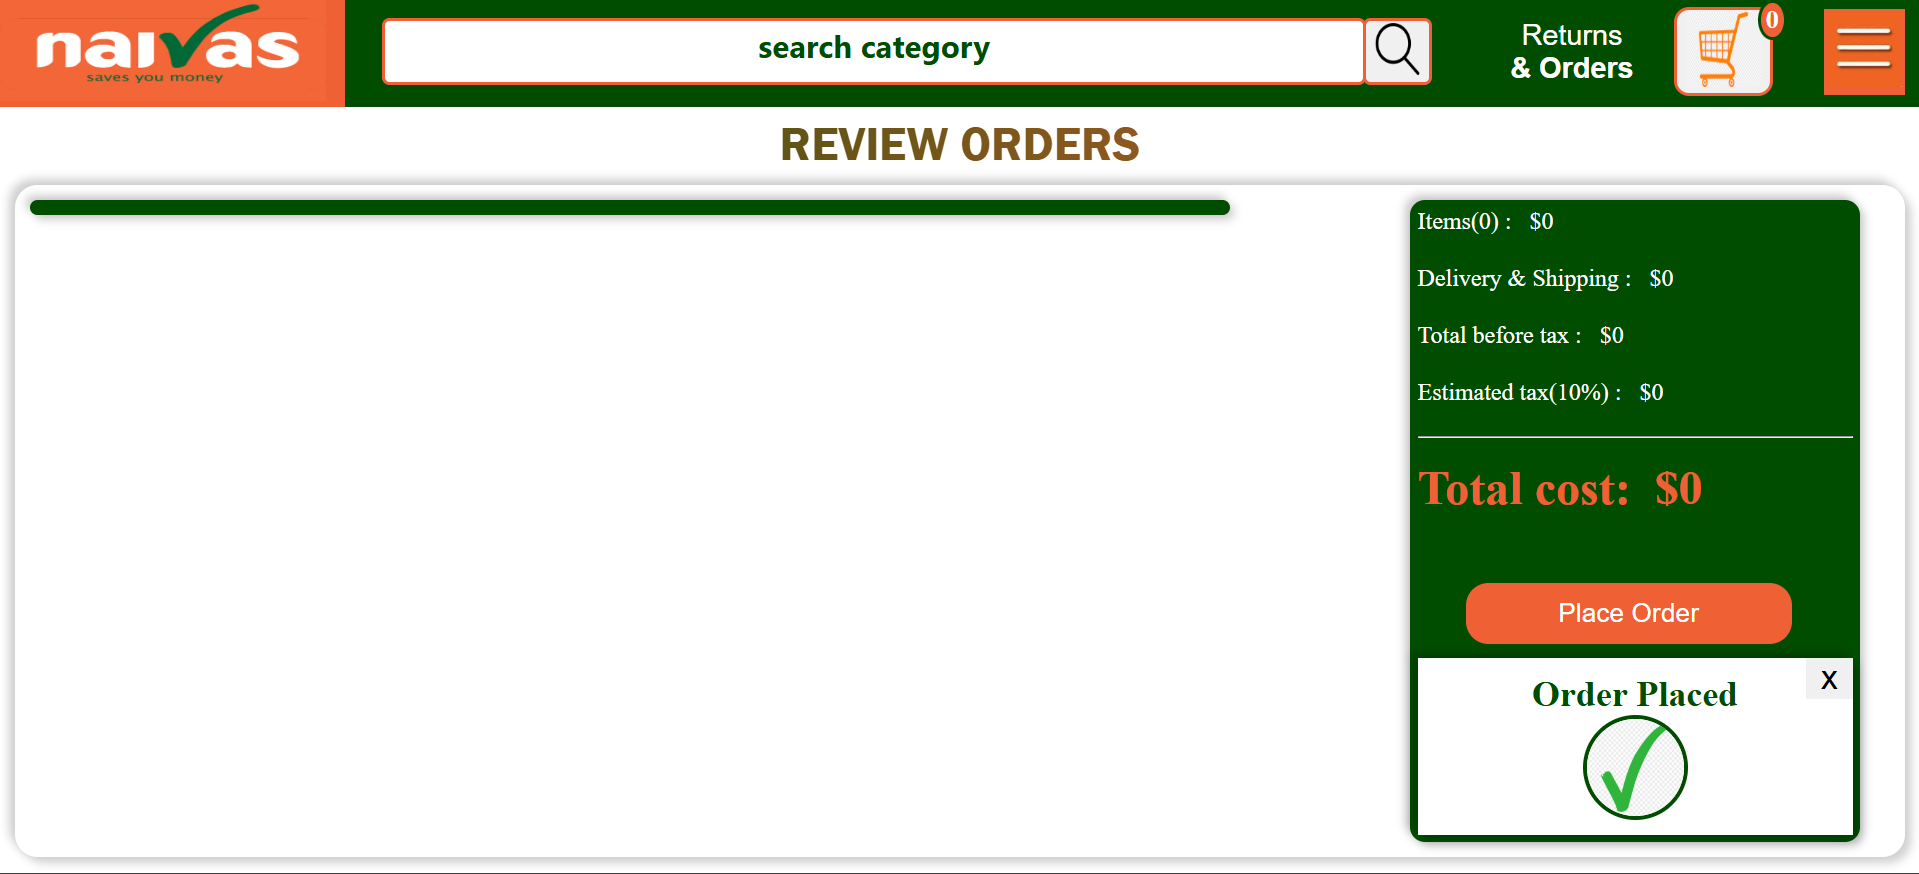 naivas
saves you money
search category
Returns
& Orders
0
REVIEW ORDERS
Items(0) : $0
Delivery & Shipping : $0
Total before tax : $0
Estimated tax(10%) : $0
Total cost: $0
Place Order
X
Order Placed